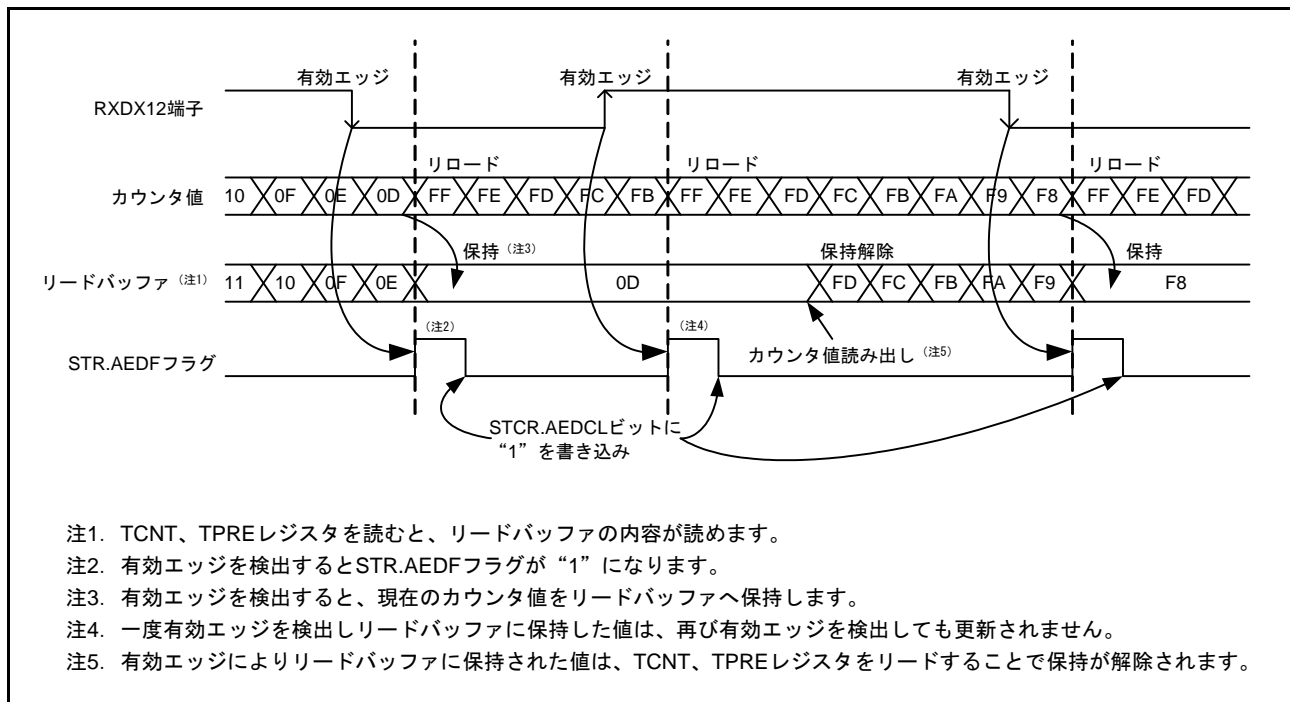 有効エッジ 有効エッジ 有効エッジ
RXDX12端子
リロード リロード リロード
カウンタ値 10 0F 0E 0D FF FE FD FC FB FF FE FD FC FB FA F9 F8 FF FE FD
保持（注3） 保持解除 保持
リードバッファ（注1） 11 10 0F 0E 0D FD FC FB FA F9 F8
（注2） （注4）
カウンタ値読み出し（注5）
STR.AEDFフラグ
STCR.AEDCLビットに
“1”を書き込み
注1. TCNT、TPREレジスタを読むと、リードバッファの内容が読めます。
注2. 有効エッジを検出するとSTR.AEDFフラグが“1”になります。
注3. 有効エッジを検出すると、現在のカウンタ値をリードバッファへ保持します。
注4. 一度有効エッジを検出しリードバッファに保持した値は、再び有効エッジを検出しても更新されません。
注5. 有効エッジによりリードバッファに保持された値は、TCNT、TPREレジスタをリードすることで保持が解除されます。